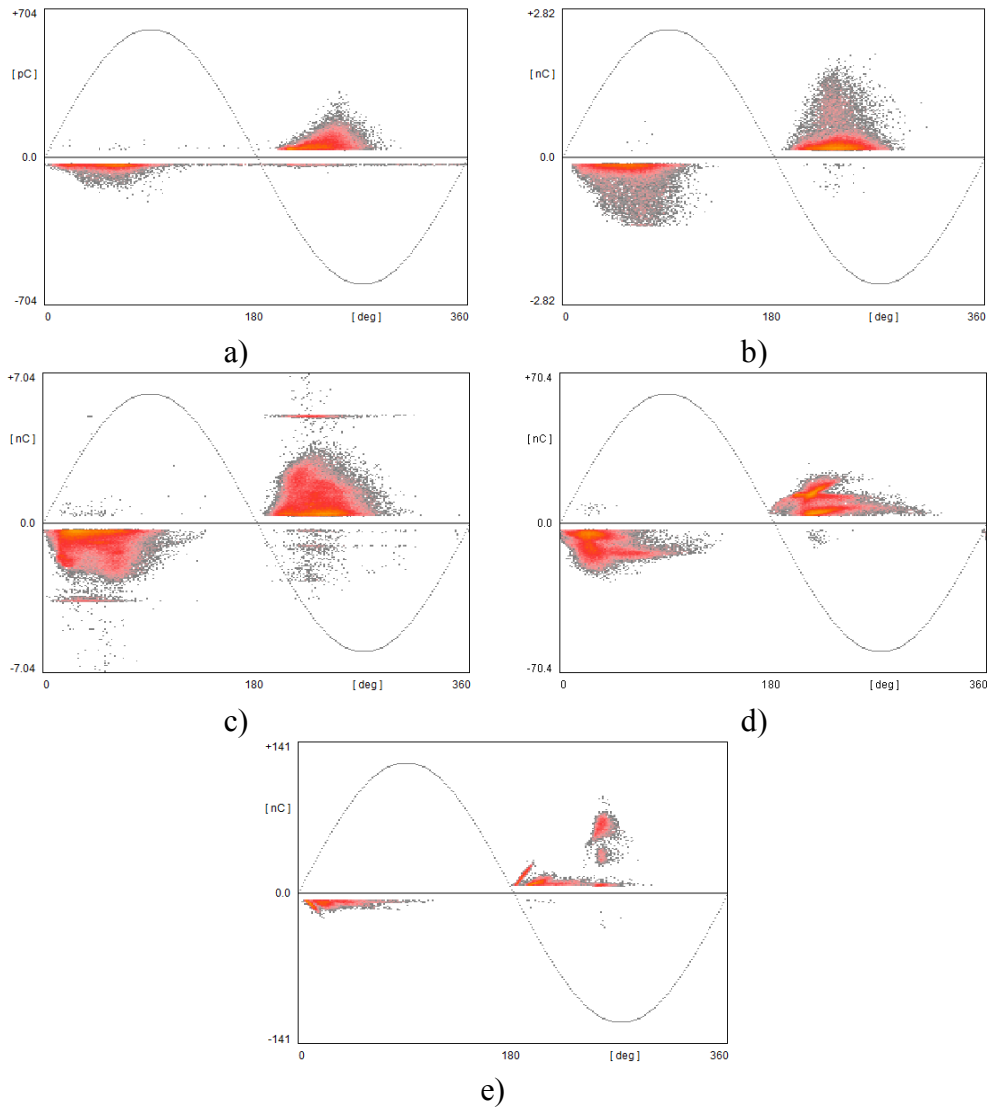 +704
[ pC ]
0.0
-704
0
180
[ deg ]
360
a)
+2.82
[ nC ]
0.0
-2.82
0
180
[ deg ]
360
b)
+7.04
[ nC ]
0.0
-7.04
0
180
[ deg ]
360
c)
+70.4
[ nC ]
0.0
-70.4
0
180
[ deg ]
360
d)
+141
[ nC ]
0.0
-141
0
180
[ deg ]
360
e)